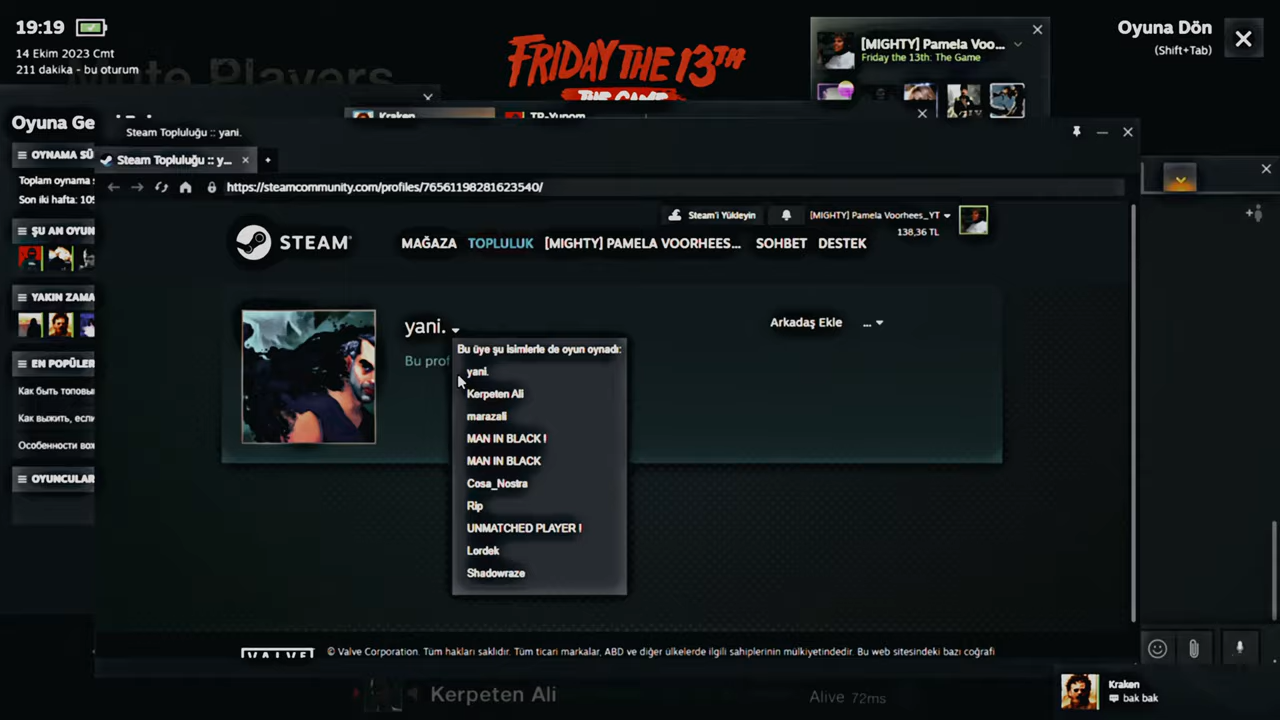 19:19
14 Ekim 2023 Cmt
211 dakika - bu oturum
Mute Players
FRIDAY THE 13TH
THE GAME
[MIGHTY] Pamela Voo...
Friday the 13th: The Game
Oyuna Dön
(Shift+Tab)
Kraken
TR-Yunom
Oyuna Ge
OYNAMA SÜ
Toplam oynama s
Son iki hafta: 109
ŞU AN OYUN
YAKIN ZAMA
EN POPÜLER
Как быть топовы
Как выжить, если
Особенности вох
OYUNCULAR
Steam Topluluğu :: yani.
Steam Topluluğu :: y...
https://steamcommunity.com/profiles/76561198281623540/
Steam'i Yükleyin
[MIGHTY] Pamela Voorhees_YT
138,36 TL
STEAM
MAĞAZA TOPLULUK [MIGHTY] PAMELA VOORHEES... SOHBET DESTEK
yani.
Arkadaş Ekle ...
Bu prof
Bu üye şu isimlerle de oyun oynadı:
yani.
Kerpeten Ali
marazali
MAN IN BLACK !
MAN IN BLACK
Cosa_Nostra
Rip
UNMATCHED PLAYER !
Lordek
Shadowraze
VALVE
© Valve Corporation. Tüm hakları saklıdır. Tüm ticari markalar, ABD ve diğer ülkelerde ilgili sahiplerinin mülkiyetindedir. Bu web sitesindeki bazı coğrafi
Kerpeten Ali
Alive 72ms
Kraken
bak bak